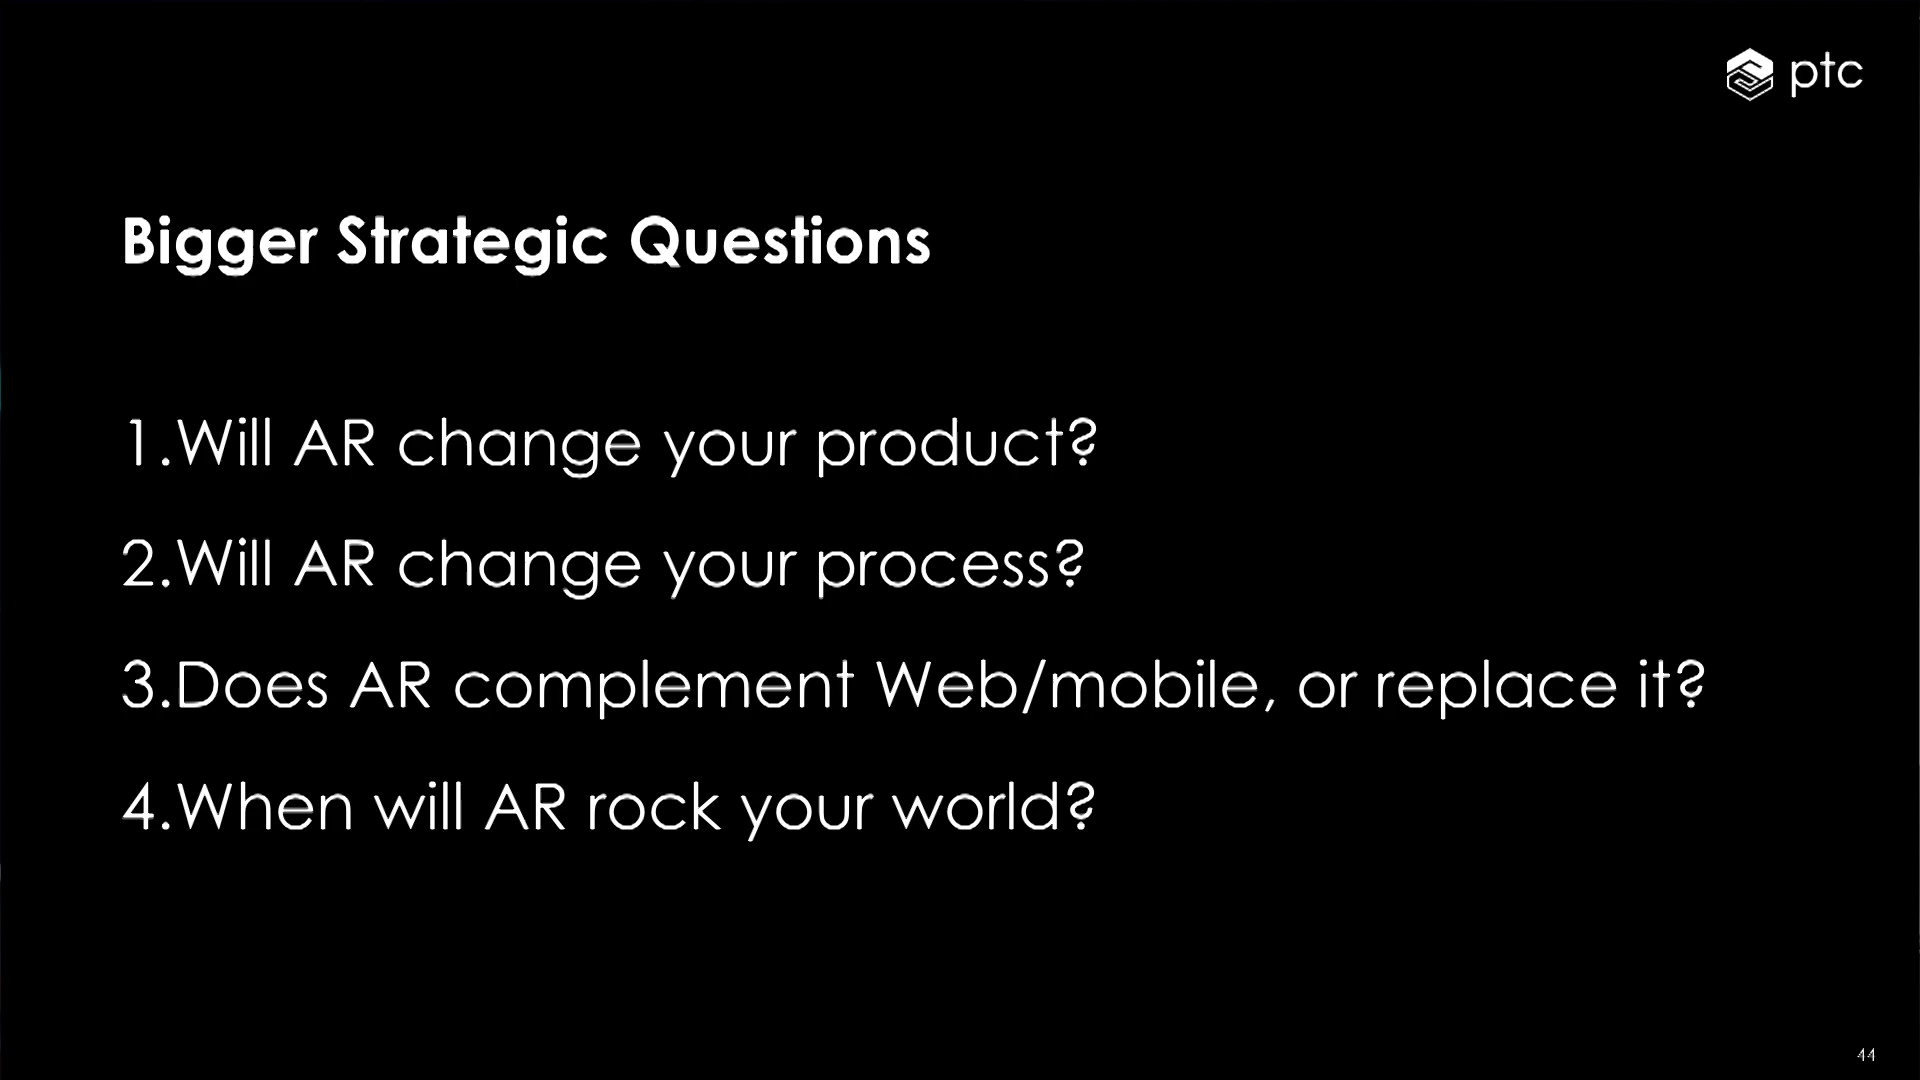 ptc
Bigger Strategic Questions
1.Will AR change your product?
2.Will AR change your process?
3.Does AR complement Web/mobile, or replace it?
4.When will AR rock your world?
44